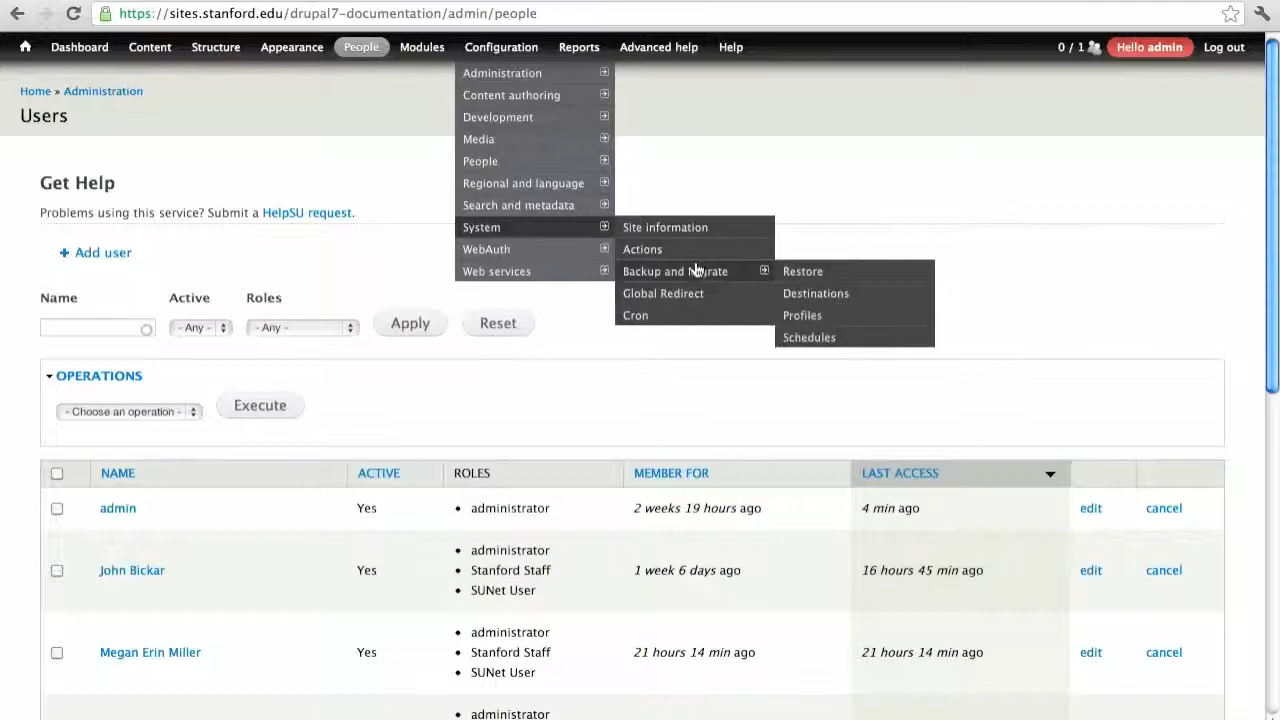 https://sites.stanford.edu/drupal7-documentation/admin/people
Dashboard Content Structure Appearance People Modules Configuration Reports Advanced help Help 0 / 1 Hello admin Log out
Administration
Content authoring
Development
Media
People
Regional and language
Search and metadata
System
WebAuth
Web services
Site information
Actions
Backup and Migrate
Global Redirect
Cron
Restore
Destinations
Profiles
Schedules
Home » Administration
Users
Get Help
Problems using this service? Submit a HelpSU request.
+ Add user
Name Active Roles
- Any - - Any - Apply Reset
OPERATIONS
- Choose an operation - Execute
NAME ACTIVE ROLES MEMBER FOR LAST ACCESS
admin Yes • administrator 2 weeks 19 hours ago 4 min ago edit cancel
• administrator
John Bickar Yes • Stanford Staff 1 week 6 days ago 16 hours 45 min ago edit cancel
• SUNet User
• administrator
Megan Erin Miller Yes • Stanford Staff 21 hours 14 min ago 21 hours 14 min ago edit cancel
• SUNet User
• administrator